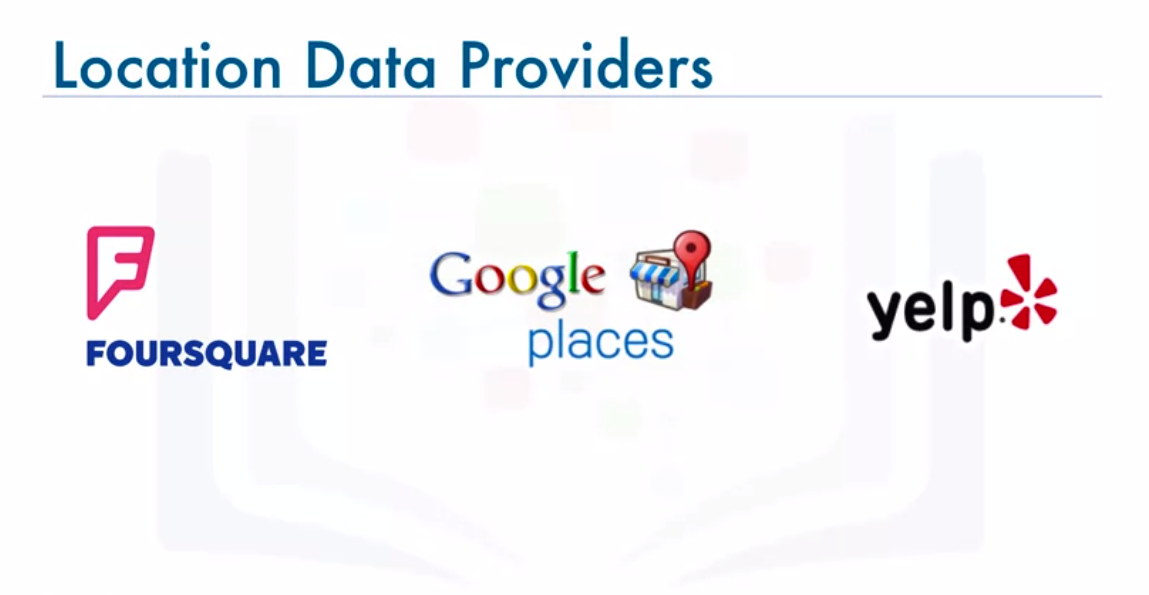 Location Data Providers
FOURSQUARE
Google
places
yelp